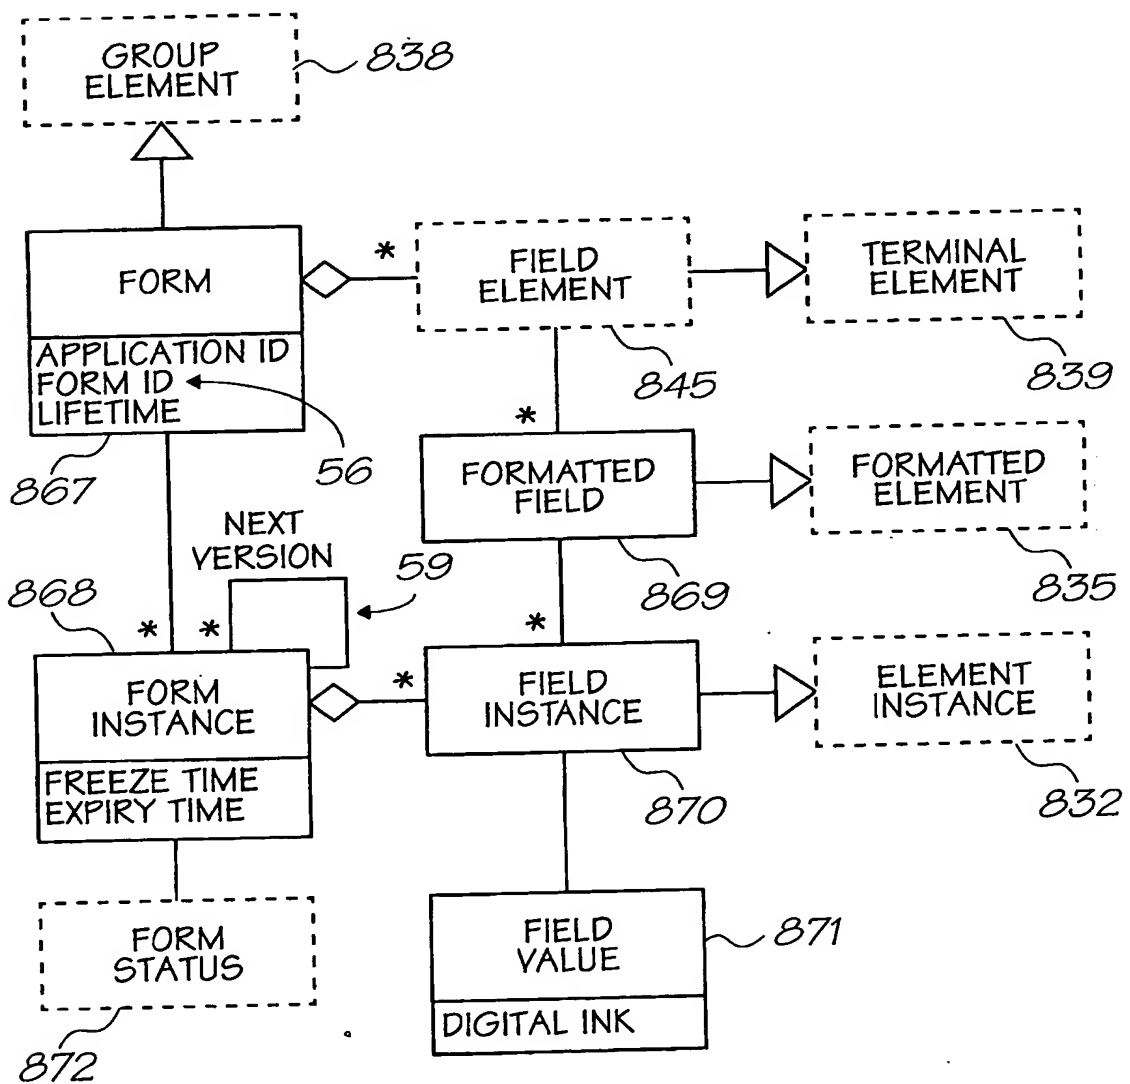 GROUP
ELEMENT
838
FORM
APPLICATION ID
FORM ID
LIFETIME
867
56
*
FIELD
ELEMENT
845
TERMINAL
ELEMENT
839
*
FORMATTED
FIELD
869
FORMATTED
ELEMENT
835
NEXT
VERSION
59
868
*
*
FORM
INSTANCE
FREEZE TIME
EXPIRY TIME
*
*
FIELD
INSTANCE
870
ELEMENT
INSTANCE
832
FORM
STATUS
872
FIELD
VALUE
DIGITAL INK
871